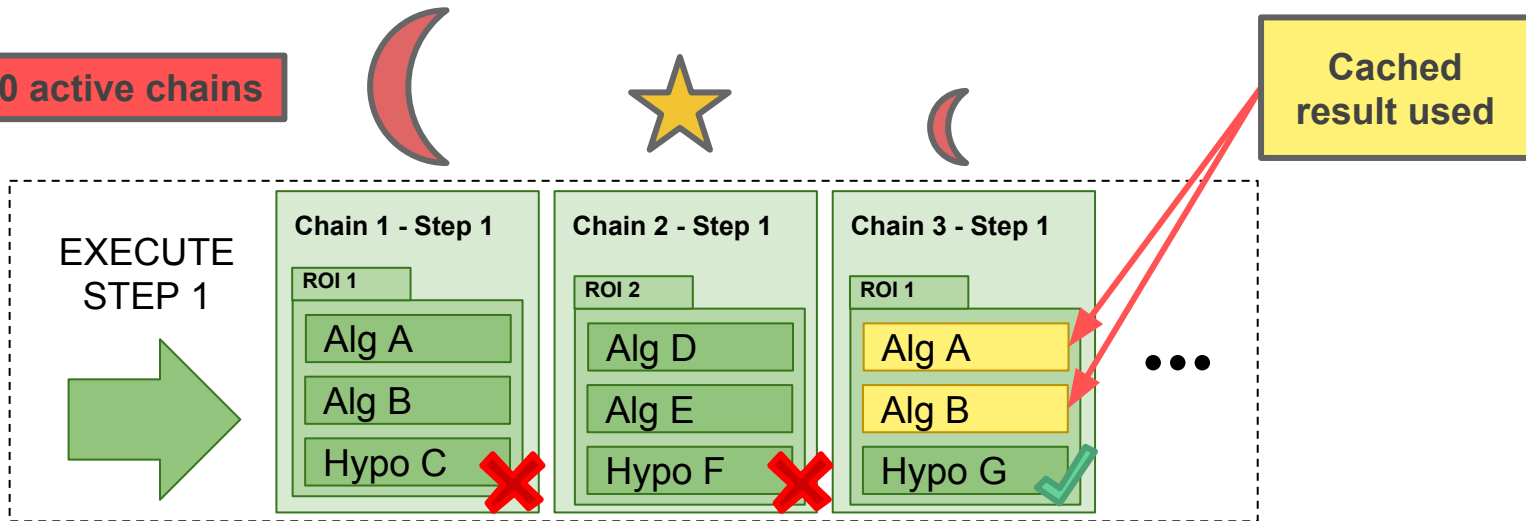 0 active chains
Cached
result used
EXECUTE
STEP 1
Chain 1 - Step 1
ROI 1
Alg A
Alg B
Hypo C
Chain 2 - Step 1
ROI 2
Alg D
Alg E
Hypo F
Chain 3 - Step 1
ROI 1
Alg A
Alg B
Hypo G
...